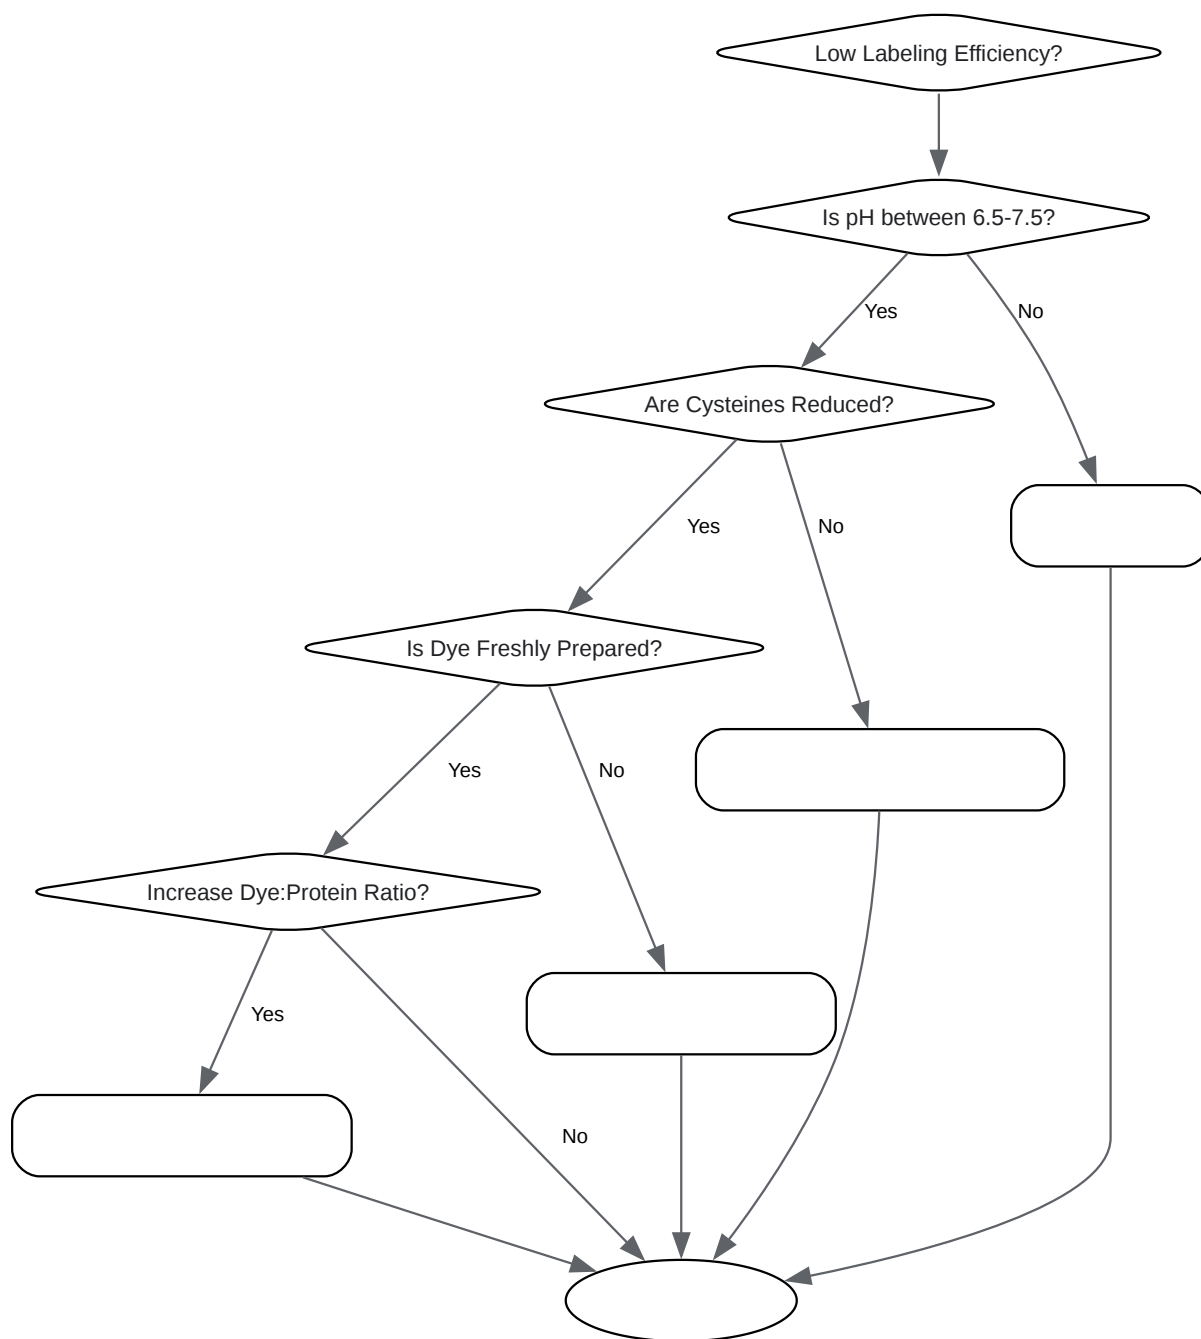 Low Labeling Efficiency?
Is pH between 6.5-7.5?
Yes
No
Are Cysteines Reduced?
Yes
No
Is Dye Freshly Prepared?
Yes
No
Increase Dye:Protein Ratio?
Yes
No